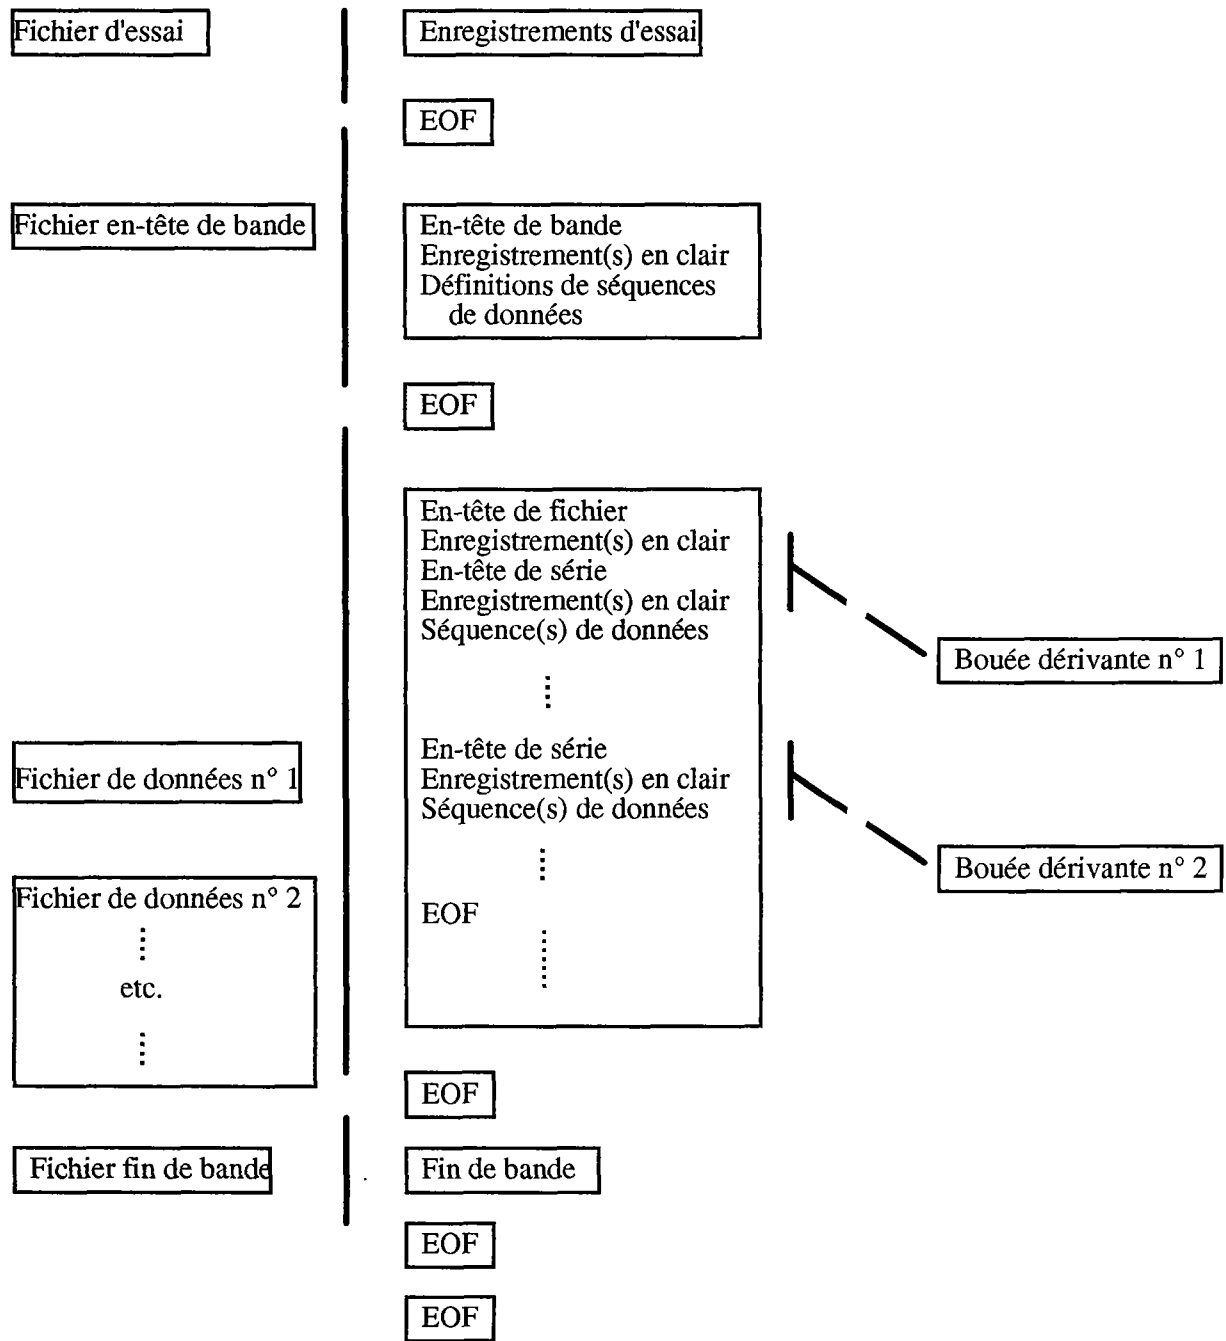 Fichier d'essai
Enregistrements d'essai
EOF
Fichier en-tête de bande
En-tête de bande
Enregistrement(s) en clair
Définitions de séquences
de données
EOF
En-tête de fichier
Enregistrement(s) en clair
En-tête de série
Enregistrement(s) en clair
Séquence(s) de données
Bouée dérivante n° 1
Fichier de données n° 1
En-tête de série
Enregistrement(s) en clair
Séquence(s) de données
Bouée dérivante n° 2
Fichier de données n° 2
etc.
EOF
EOF
Fichier fin de bande
Fin de bande
EOF
EOF